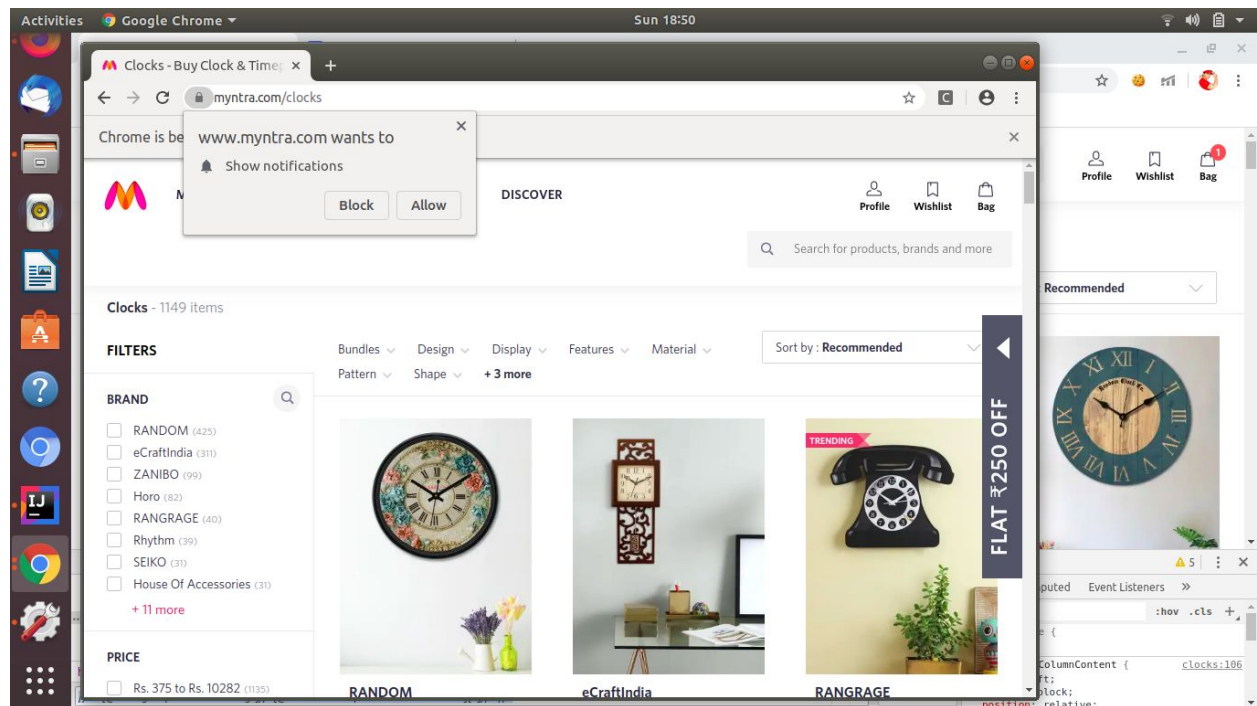 Activities Google Chrome Sun 18:50
Clocks - Buy Clock & Timep
myntra.com/clocks
Chrome is be
www.myntra.com wants to
Show notifications
Block Allow
DISCOVER
Profile Wishlist Bag
Search for products, brands and more
Clocks - 1149 items
FILTERS
Bundles Design Display Features Material
Pattern Shape + 3 more
Sort by : Recommended
BRAND
RANDOM (425)
eCraftIndia (311)
ZANIBO (99)
Horo (82)
RANGRAGE (40)
Rhythm (39)
SEIKO (31)
House Of Accessories (31)
+ 11 more
PRICE
Rs. 375 to Rs. 10282 (1135)
TRENDING
RANDOM eCraftIndia RANGRAGE
FLAT ₹250 OFF
1
Profile Wishlist Bag
Recommended
5
Event Listeners
:hov .cls +
ColumnContent { clocks:106
position: relative;